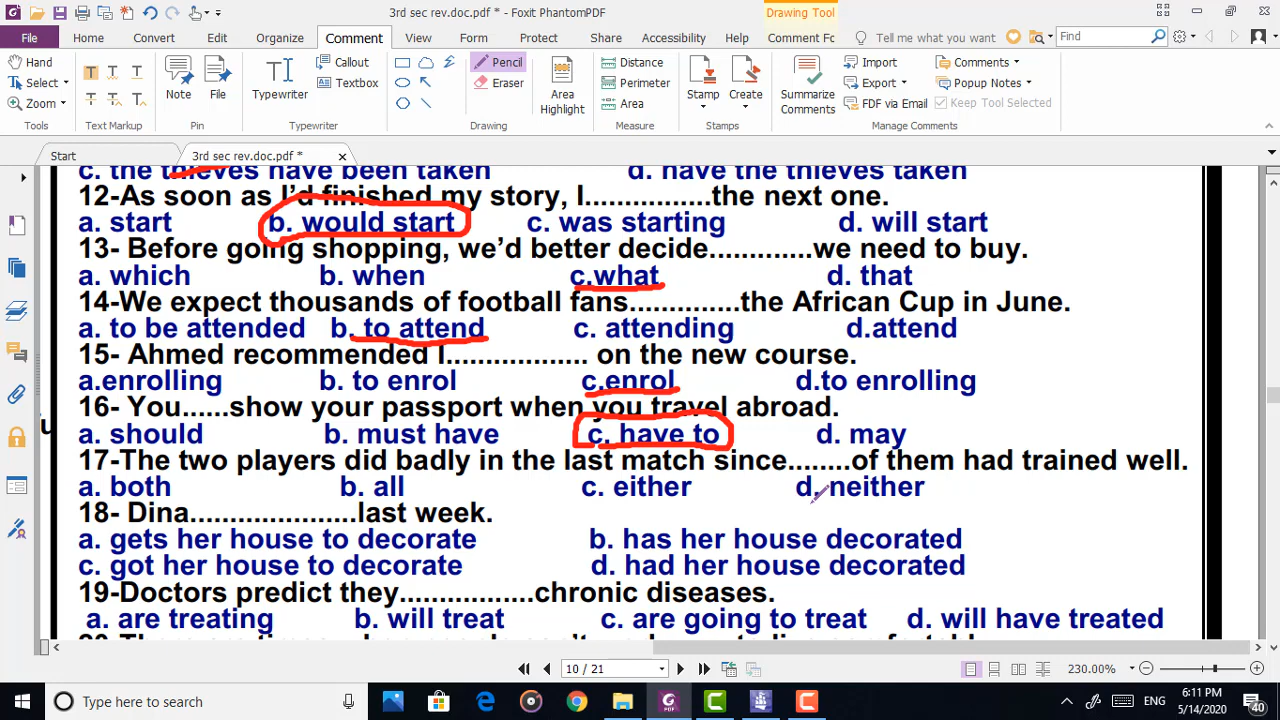 3rd sec rev.doc.pdf * - Foxit PhantomPDF
Drawing Tool
File Home Convert Edit Organize Comment View Form Protect Share Accessibility Help Comment Fc Tell me what you want.. Find
Hand
Select
Zoom
Tools
Text Markup
Note
File
Pin
Typewriter
Callout
Textbox
Typewriter
Pencil
Eraser
Drawing
Area Highlight
Distance
Perimeter
Area
Measure
Stamp
Create
Stamps
Summarize Comments
Import
Export
FDF via Email
Comments
Popup Notes
Keep Tool Selected
Manage Comments
Start
3rd sec rev.doc.pdf *
c. the thieves have been taken d. have the thieves taken
12-As soon as I'd finished my story, I................the next one.
a. start b. would start c. was starting d. will start
13- Before going shopping, we'd better decide.............we need to buy.
a. which b. when c.what d. that
14-We expect thousands of football fans..............the African Cup in June.
a. to be attended b. to attend c. attending d.attend
15- Ahmed recommended I................. on the new course.
a.enrolling b. to enrol c.enrol d.to enrolling
16- You......show your passport when you travel abroad.
a. should b. must have c. have to d. may
17-The two players did badly in the last match since........of them had trained well.
a. both b. all c. either d. neither
18- Dina.....................last week.
a. gets her house to decorate b. has her house decorated
c. got her house to decorate d. had her house decorated
19-Doctors predict they.................chronic diseases.
a. are treating b. will treat c. are going to treat d. will have treated
10 / 21
230.00%
Type here to search
ENG
6:11 PM
5/14/2020
40